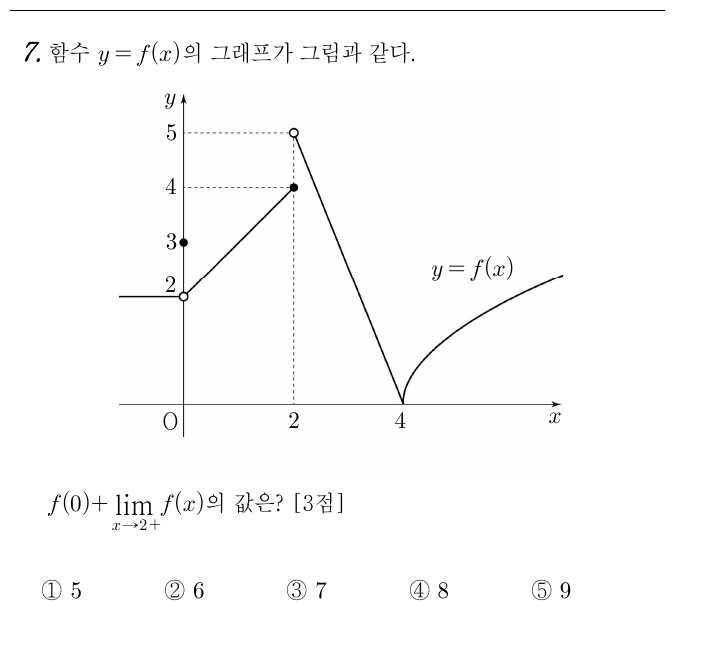 7. 함수 y=f(x)의 그래프가 그림과 같다.
y
5
4
3
2
y=f(x)
O 2 4 x
f(0)+ lim f(x)의 값은? [3점]
x→2+
① 5 ② 6 ③ 7 ④ 8 ⑤ 9